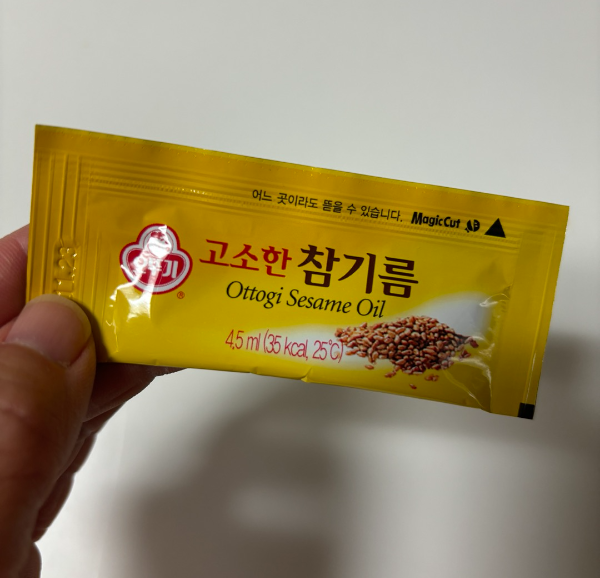 어느 곳이라도 뜯을 수 있습니다. MagicCut
고소한 참기름
Ottogi Sesame Oil
4,5 ml (35 kcal, 25℃)
®